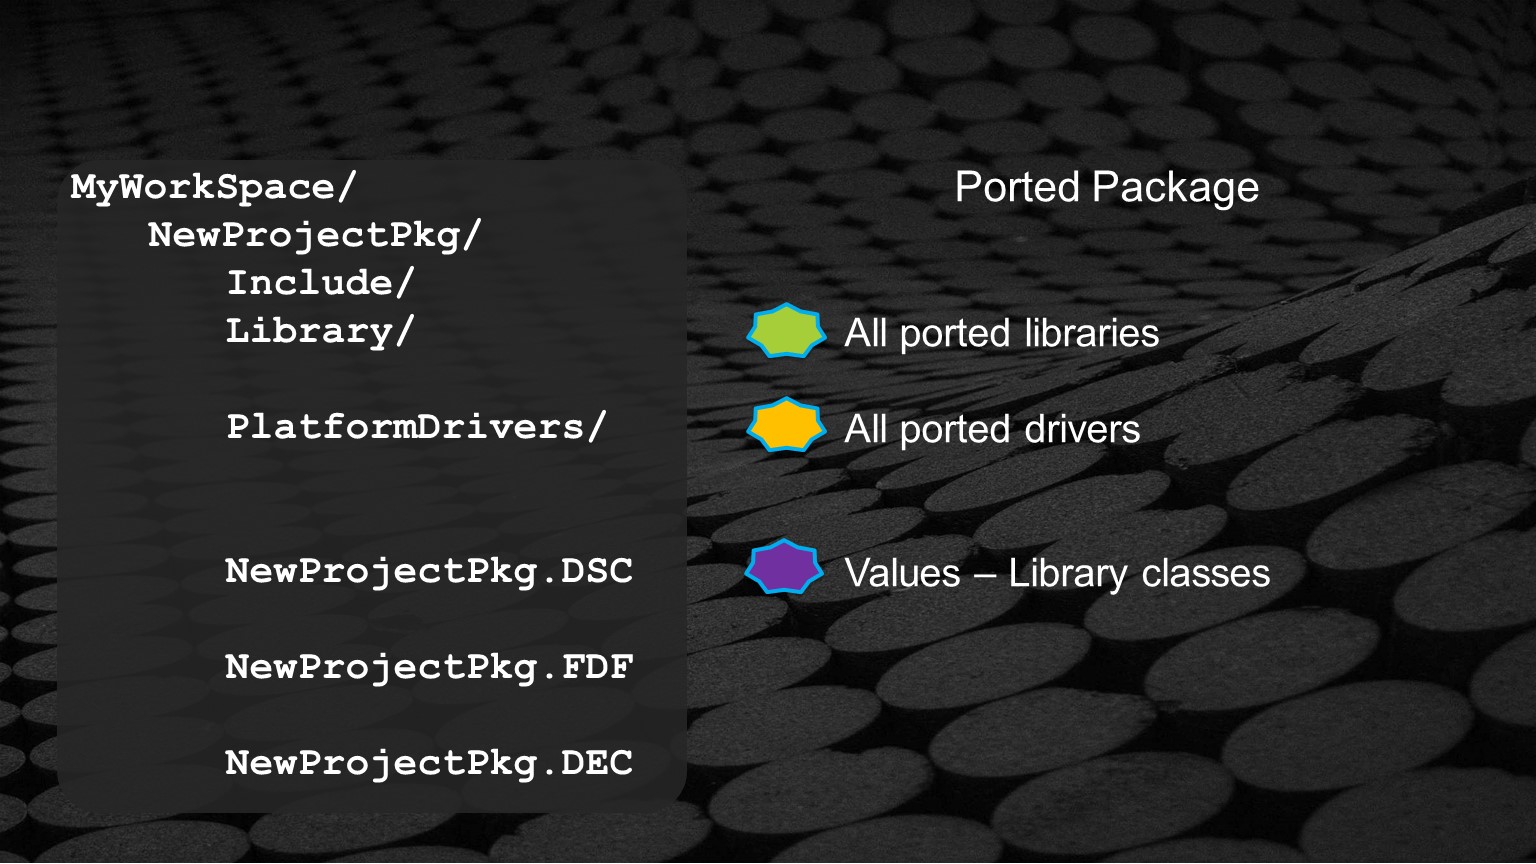 MyWorkSpace/
NewProjectPkg/
Include/
Library/
PlatformDrivers/
NewProjectPkg.DSC
NewProjectPkg.FDF
NewProjectPkg.DEC
Ported Package
All ported libraries
All ported drivers
Values – Library classes